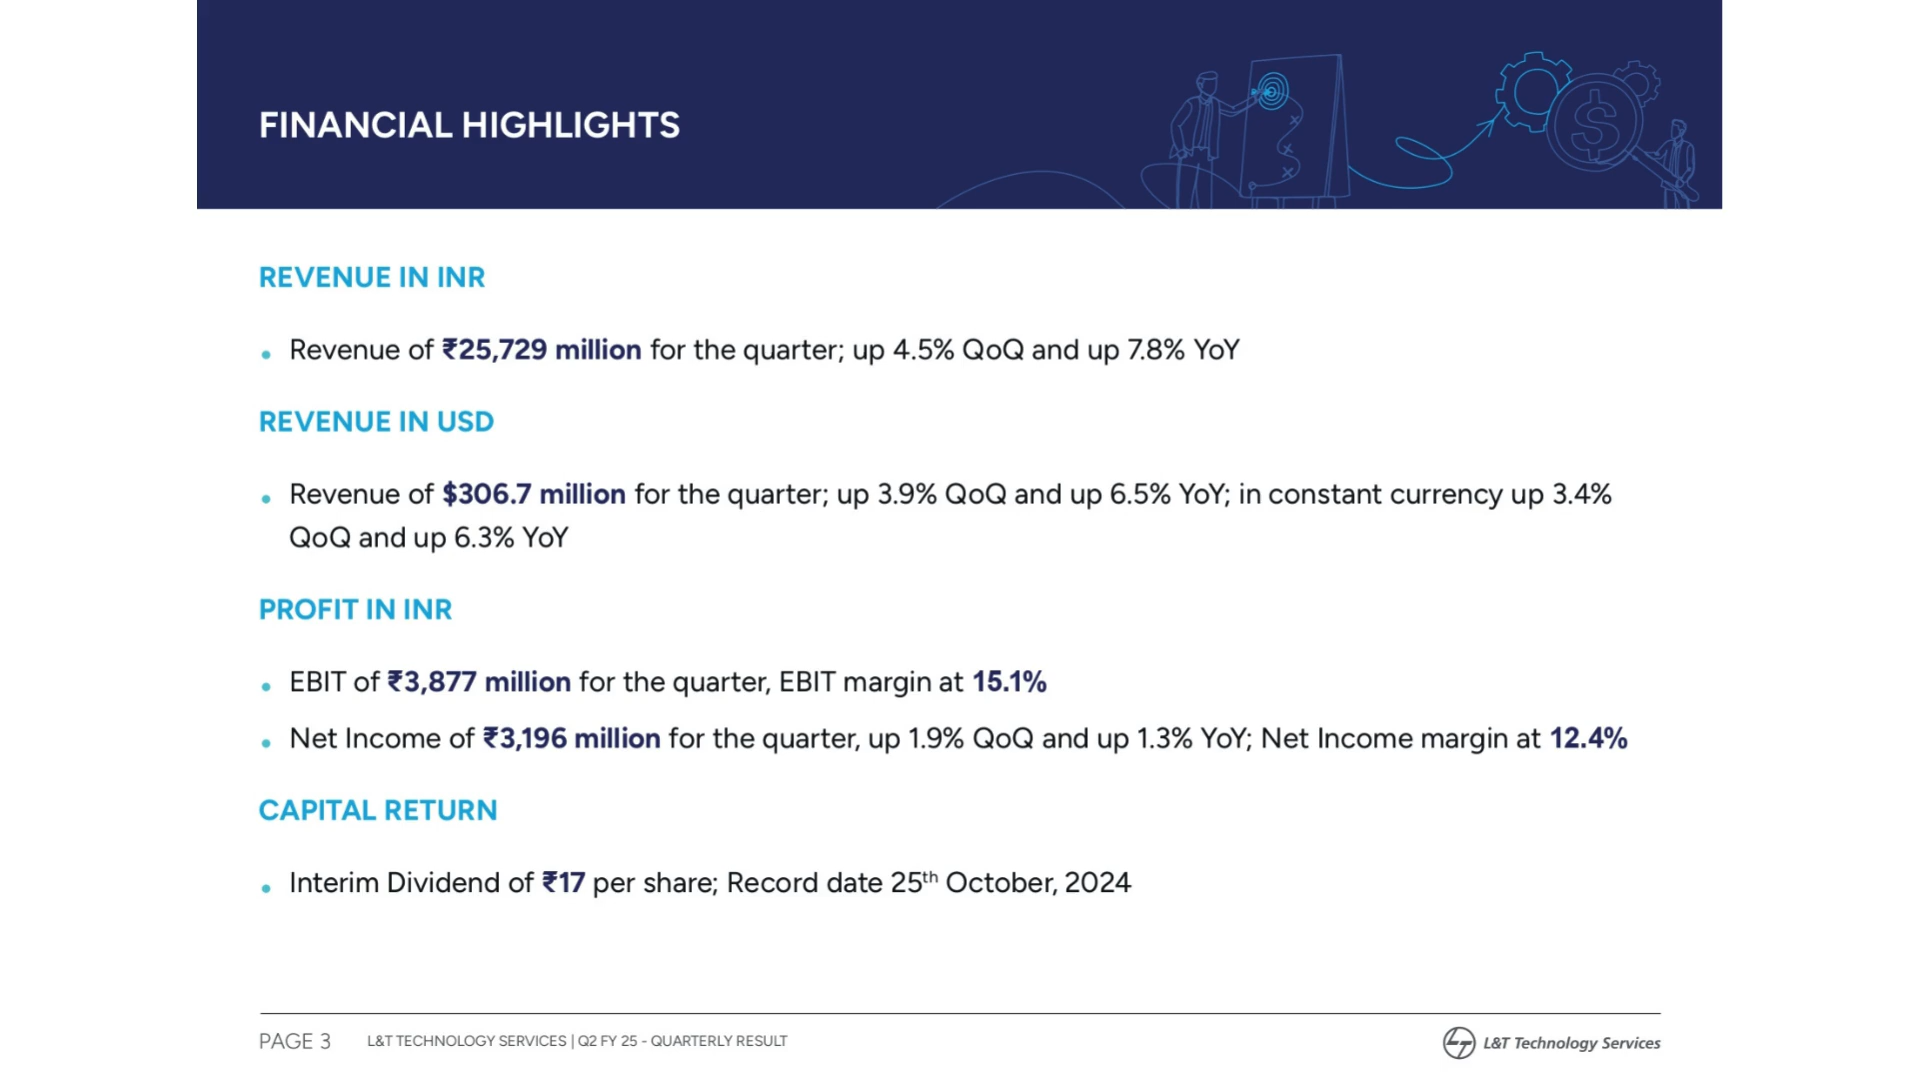 FINANCIAL HIGHLIGHTS
$
REVENUE IN INR
• Revenue of ₹25,729 million for the quarter; up 4.5% QoQ and up 7.8% YoY
REVENUE IN USD
• Revenue of $306.7 million for the quarter; up 3.9% QoQ and up 6.5% YoY; in constant currency up 3.4%
QoQ and up 6.3% YoY
PROFIT IN INR
• EBIT of ₹3,877 million for the quarter, EBIT margin at 15.1%
• Net Income of ₹3,196 million for the quarter, up 1.9% QoQ and up 1.3% YoY; Net Income margin at 12.4%
CAPITAL RETURN
• Interim Dividend of ₹17 per share; Record date 25th October, 2024
PAGE 3 L&T TECHNOLOGY SERVICES | Q2 FY 25 - QUARTERLY RESULT
L&T Technology Services